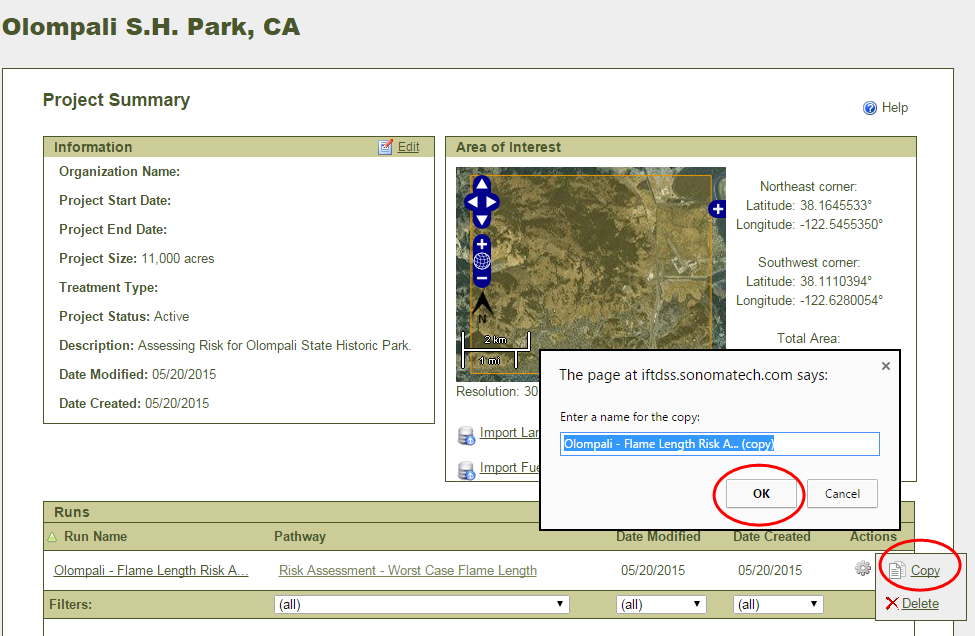 Olompali S.H. Park, CA
Project Summary
Help
Information
Edit
Organization Name:
Project Start Date:
Project End Date:
Project Size: 11,000 acres
Treatment Type:
Project Status: Active
Description: Assessing Risk for Olompali State Historic Park.
Date Modified: 05/20/2015
Date Created: 05/20/2015
Area of Interest
N
2 km
1 mi
Northeast corner:
Latitude: 38.1645533°
Longitude: -122.5455350°
Southwest corner:
Latitude: 38.1110394°
Longitude: -122.6280054°
Total Area:
Resolution: 30
Import Lan
Import Fue
The page at iftdss.sonomatech.com says:
Enter a name for the copy:
Olompali - Flame Length Risk A... (copy)
OK
Cancel
Runs
Run Name Pathway Date Modified Date Created Actions
Olompali - Flame Length Risk A... Risk Assessment - Worst Case Flame Length 05/20/2015 05/20/2015
Copy
Delete
Filters: (all) (all) (all)